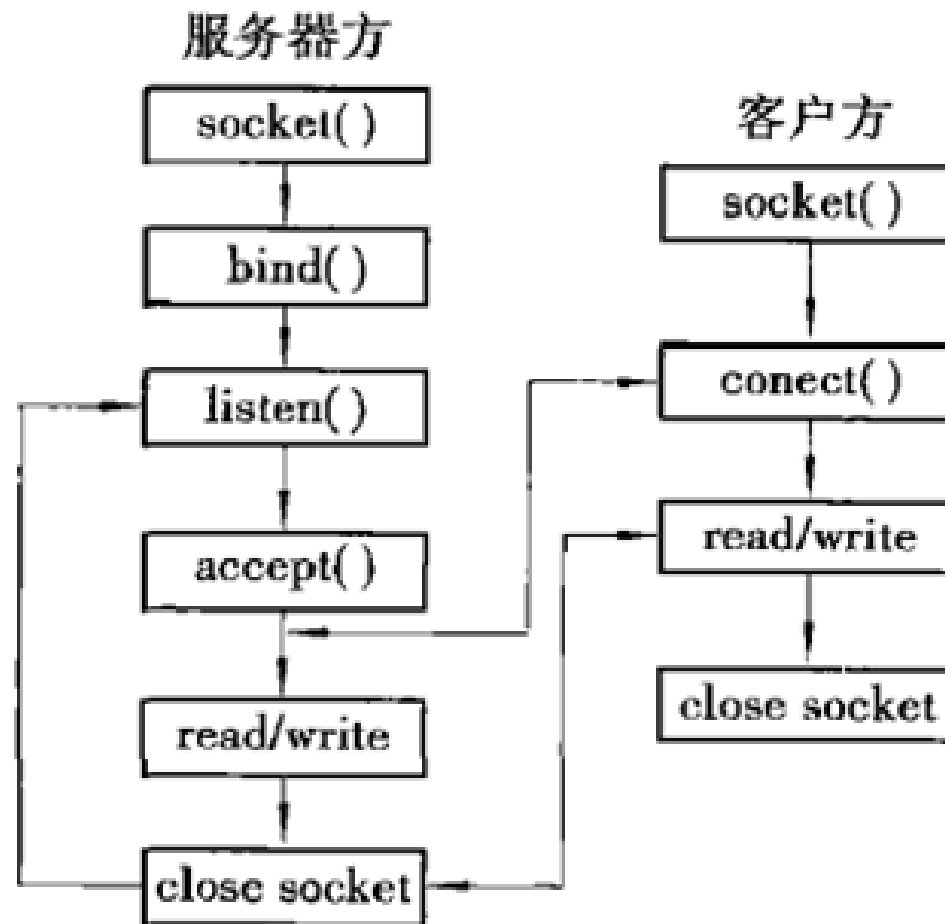 服务器方
socket( )
bind( )
listen( )
accept( )
read/write
close socket
客户方
socket( )
conect( )
read/write
close socket